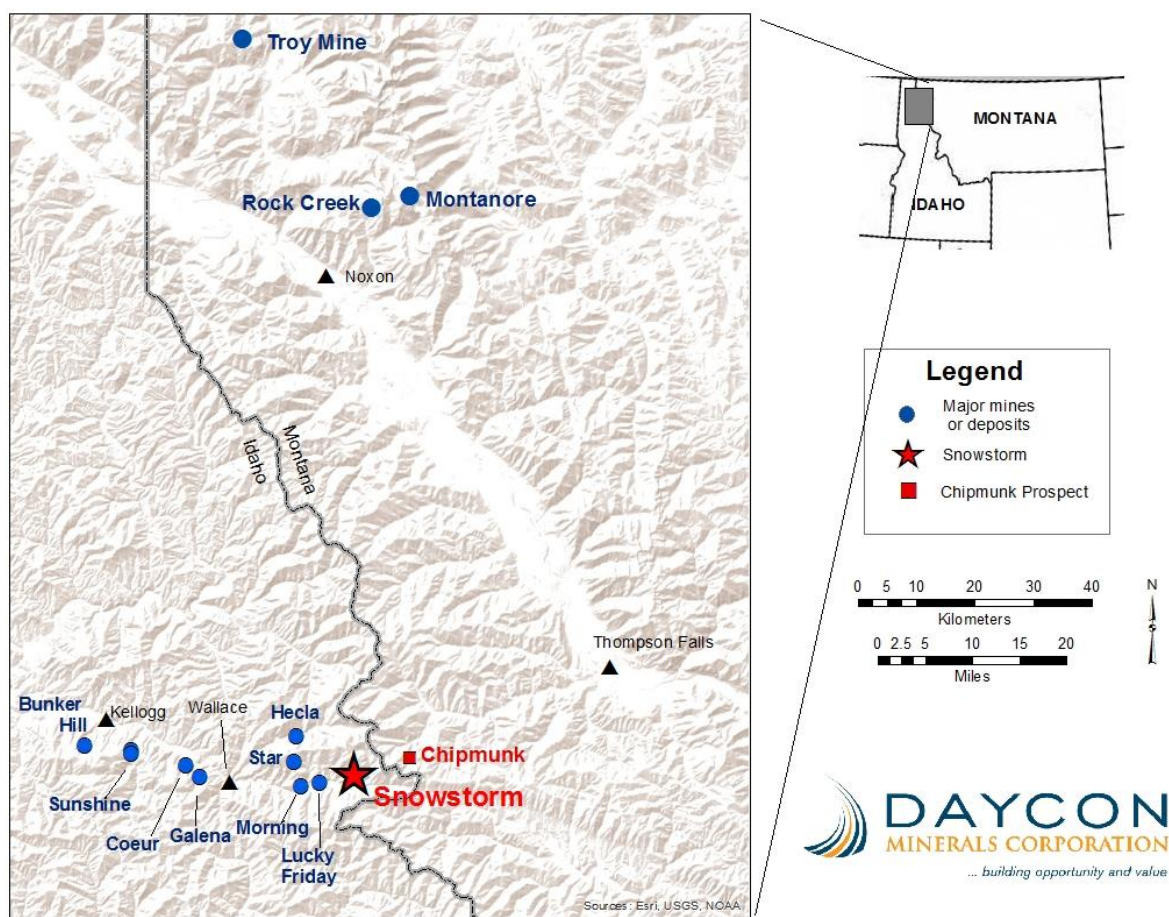 Troy Mine
Rock Creek
Montanore
Noxon
Montana
Idaho
Thompson Falls
Bunker
Hill
Kellogg
Wallace
Hecla
Star
Chipmunk
Snowstorm
Sunshine
Coeur
Galena
Morning
Lucky
Friday
Sources: Esri, USGS, NOAA
MONTANA
IDAHO
Legend
Major mines
or deposits
Snowstorm
Chipmunk Prospect
0 5 10 20 30 40
Kilometers
0 2.5 5 10 15 20
Miles
N
DAYCON
MINERALS CORPORATION
... building opportunity and value